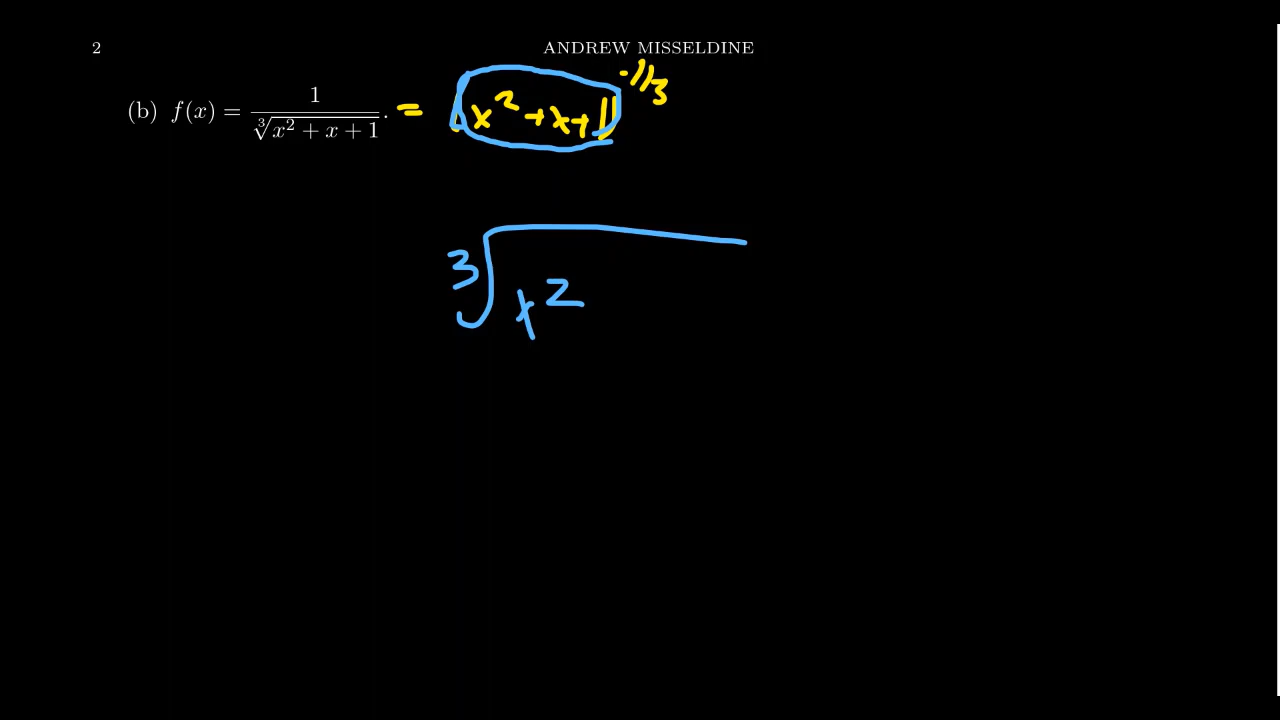 2 ANDREW MISSELDINE
(b) f(x) = 1/∛(x² + x + 1). = (x²+x+1)^-1/3
∛x²